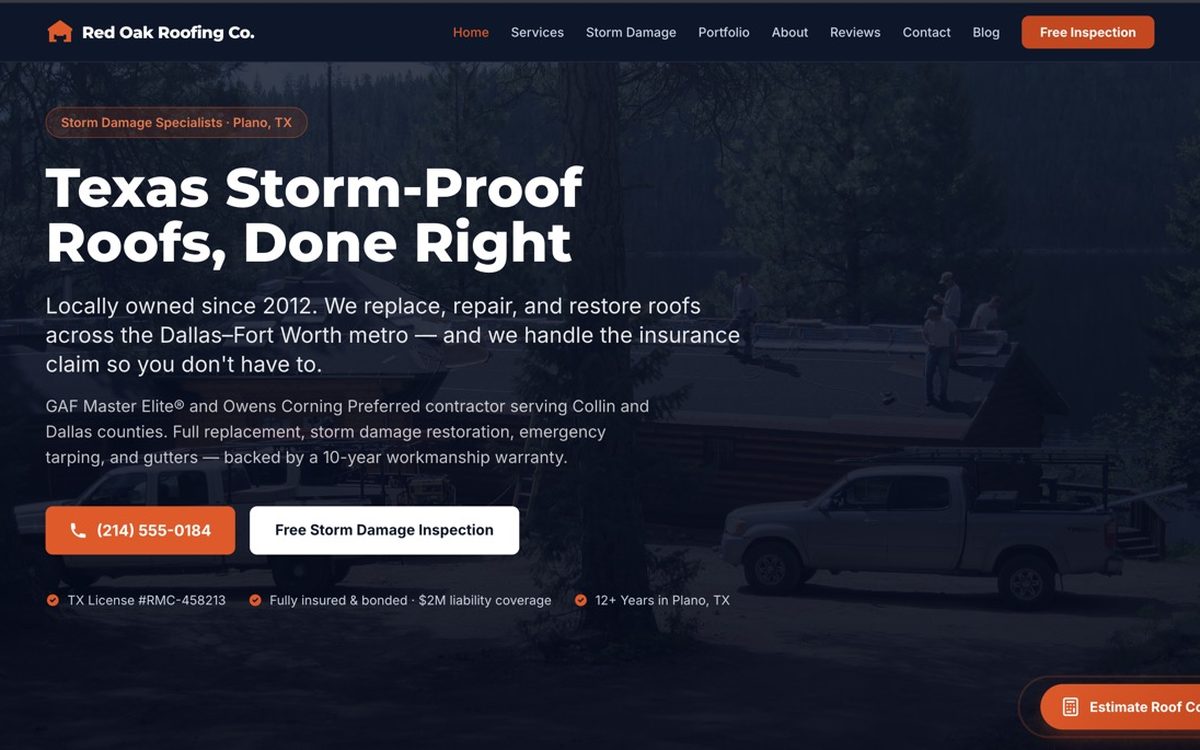 Red Oak Roofing Co.
Home Services Storm Damage Portfolio About Reviews Contact Blog Free Inspection
Storm Damage Specialists · Plano, TX
Texas Storm-Proof
Roofs, Done Right
Locally owned since 2012. We replace, repair, and restore roofs
across the Dallas–Fort Worth metro — and we handle the insurance
claim so you don't have to.
GAF Master Elite® and Owens Corning Preferred contractor serving Collin and
Dallas counties. Full replacement, storm damage restoration, emergency
tarping, and gutters — backed by a 10-year workmanship warranty.
(214) 555-0184 Free Storm Damage Inspection
TX License #RMC-458213 Fully insured & bonded · $2M liability coverage 12+ Years in Plano, TX
Estimate Roof